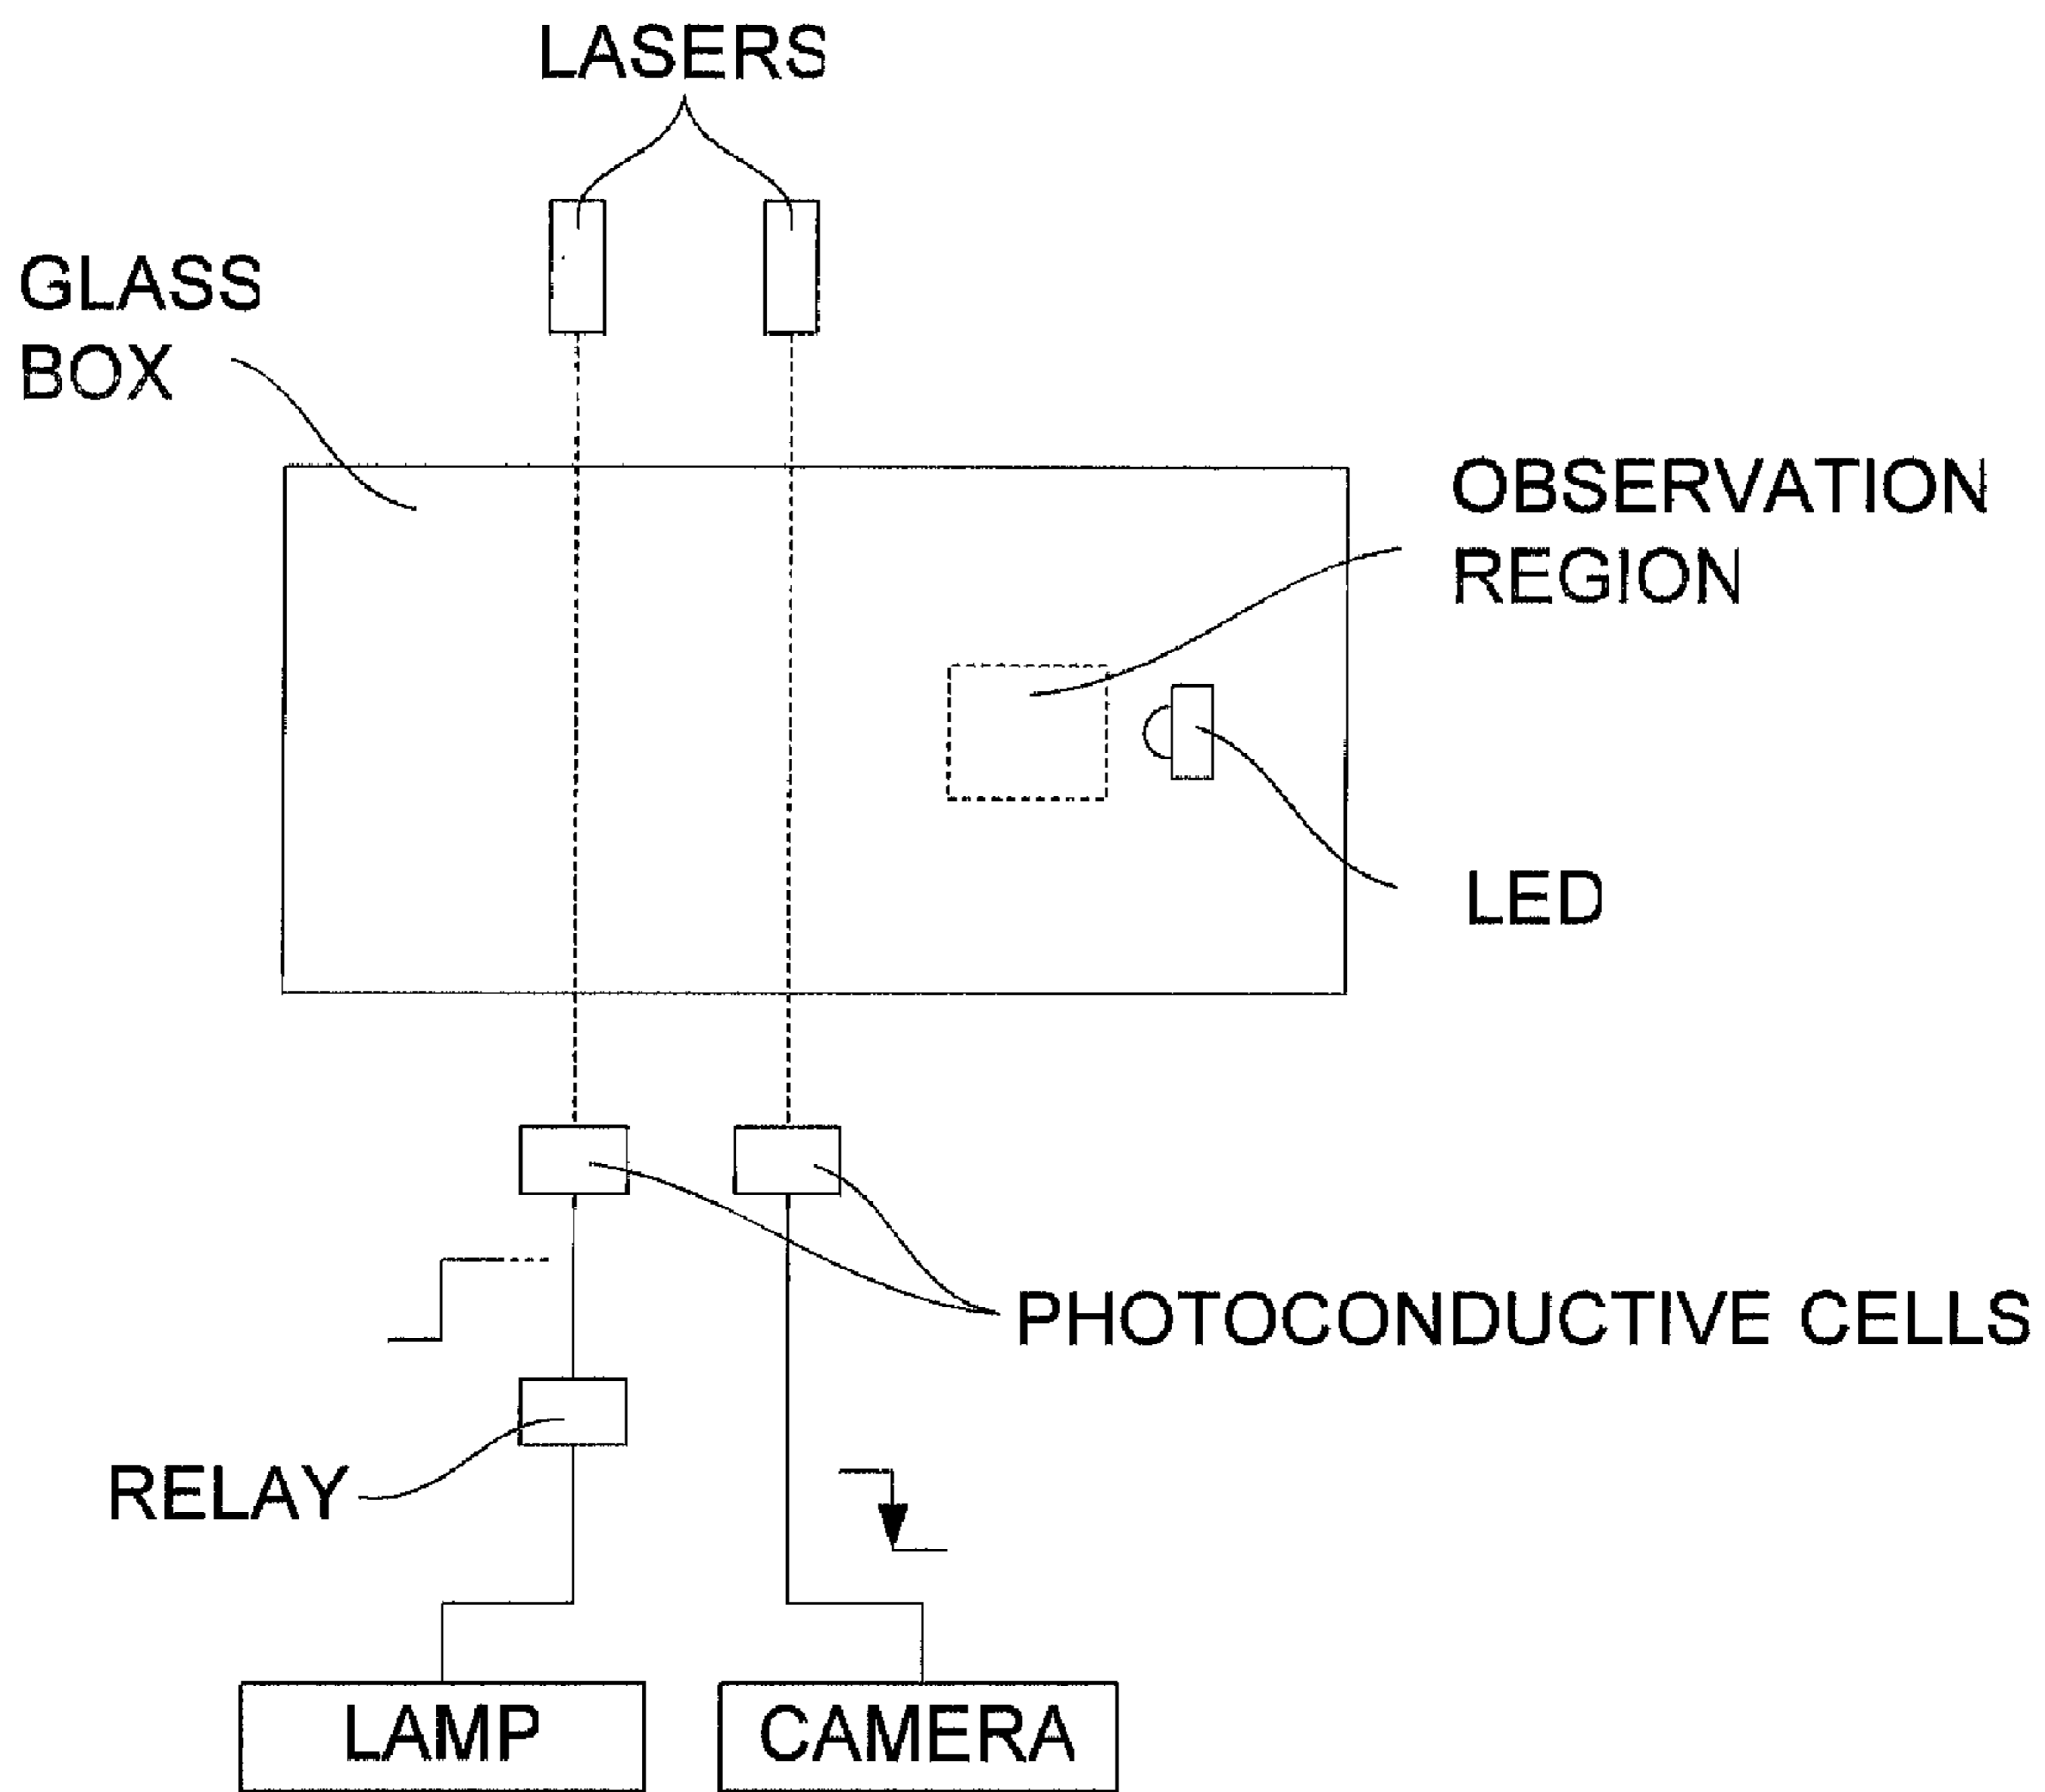 LASERS
GLASS
BOX
OBSERVATION
REGION
LED
PHOTOCONDUCTIVE CELLS
RELAY
LAMP
CAMERA